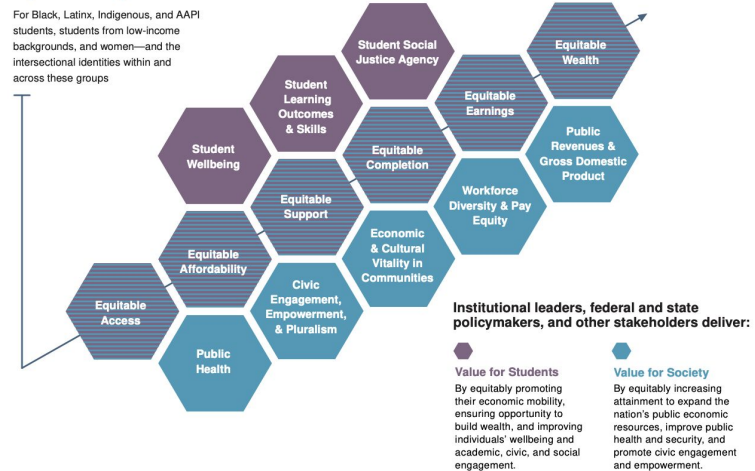 For Black, Latinx, Indigenous, and AAPI
students, students from low-income
backgrounds, and women—and the
intersectional identities within and
across these groups
Student Social
Justice Agency
Equitable
Wealth
Student
Learning
Outcomes
& Skills
Equitable
Earnings
Student
Wellbeing
Equitable
Completion
Public
Revenues &
Gross Domestic
Product
Equitable
Support
Workforce
Diversity & Pay
Equity
Equitable
Affordability
Economic
& Cultural
Vitality in
Communities
Equitable
Access
Civic
Engagement,
Empowerment,
& Pluralism
Public
Health
Institutional leaders, federal and state
policymakers, and other stakeholders deliver:
Value for Students
By equitably promoting
their economic mobility,
ensuring opportunity to
build wealth, and improving
individuals' wellbeing and
academic, civic, and social
engagement.
Value for Society
By equitably increasing
attainment to expand the
nation's public economic
resources, improve public
health and security, and
promote civic engagement
and empowerment.